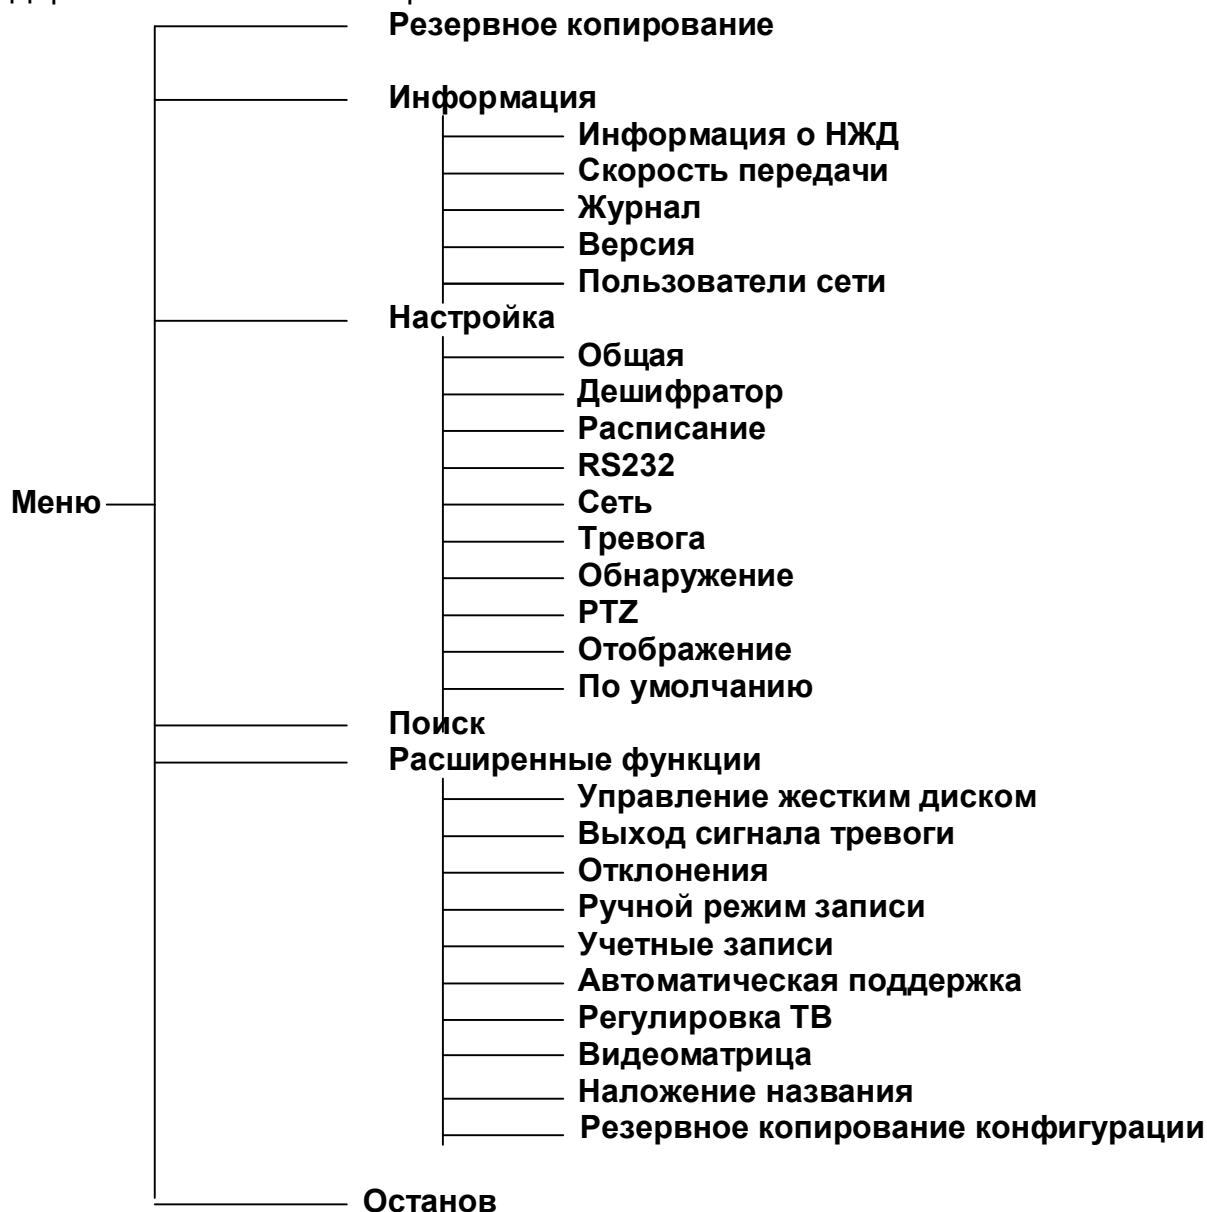 Резервное копирование
Информация
Информация о НЖД
Скорость передачи
Журнал
Версия
Пользователи сети
Настройка
Общая
Дешифратор
Расписание
RS232
Меню
Сеть
Тревога
Обнаружение
PTZ
Отображение
По умолчанию
Поиск
Расширенные функции
Управление жестким диском
Выход сигнала тревоги
Отклонения
Ручной режим записи
Учетные записи
Автоматическая поддержка
Регулировка ТВ
Видеоматрица
Наложение названия
Резервное копирование конфигурации
Останов